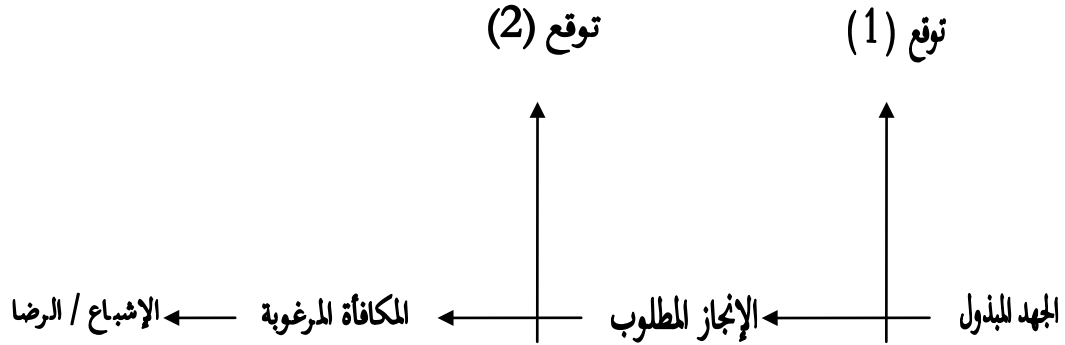 توقع (1)
توقع (2)
الجهد المبذول
الإنجاز المطلوب
المكافأة المرغوبة
الإشباع / الرضا